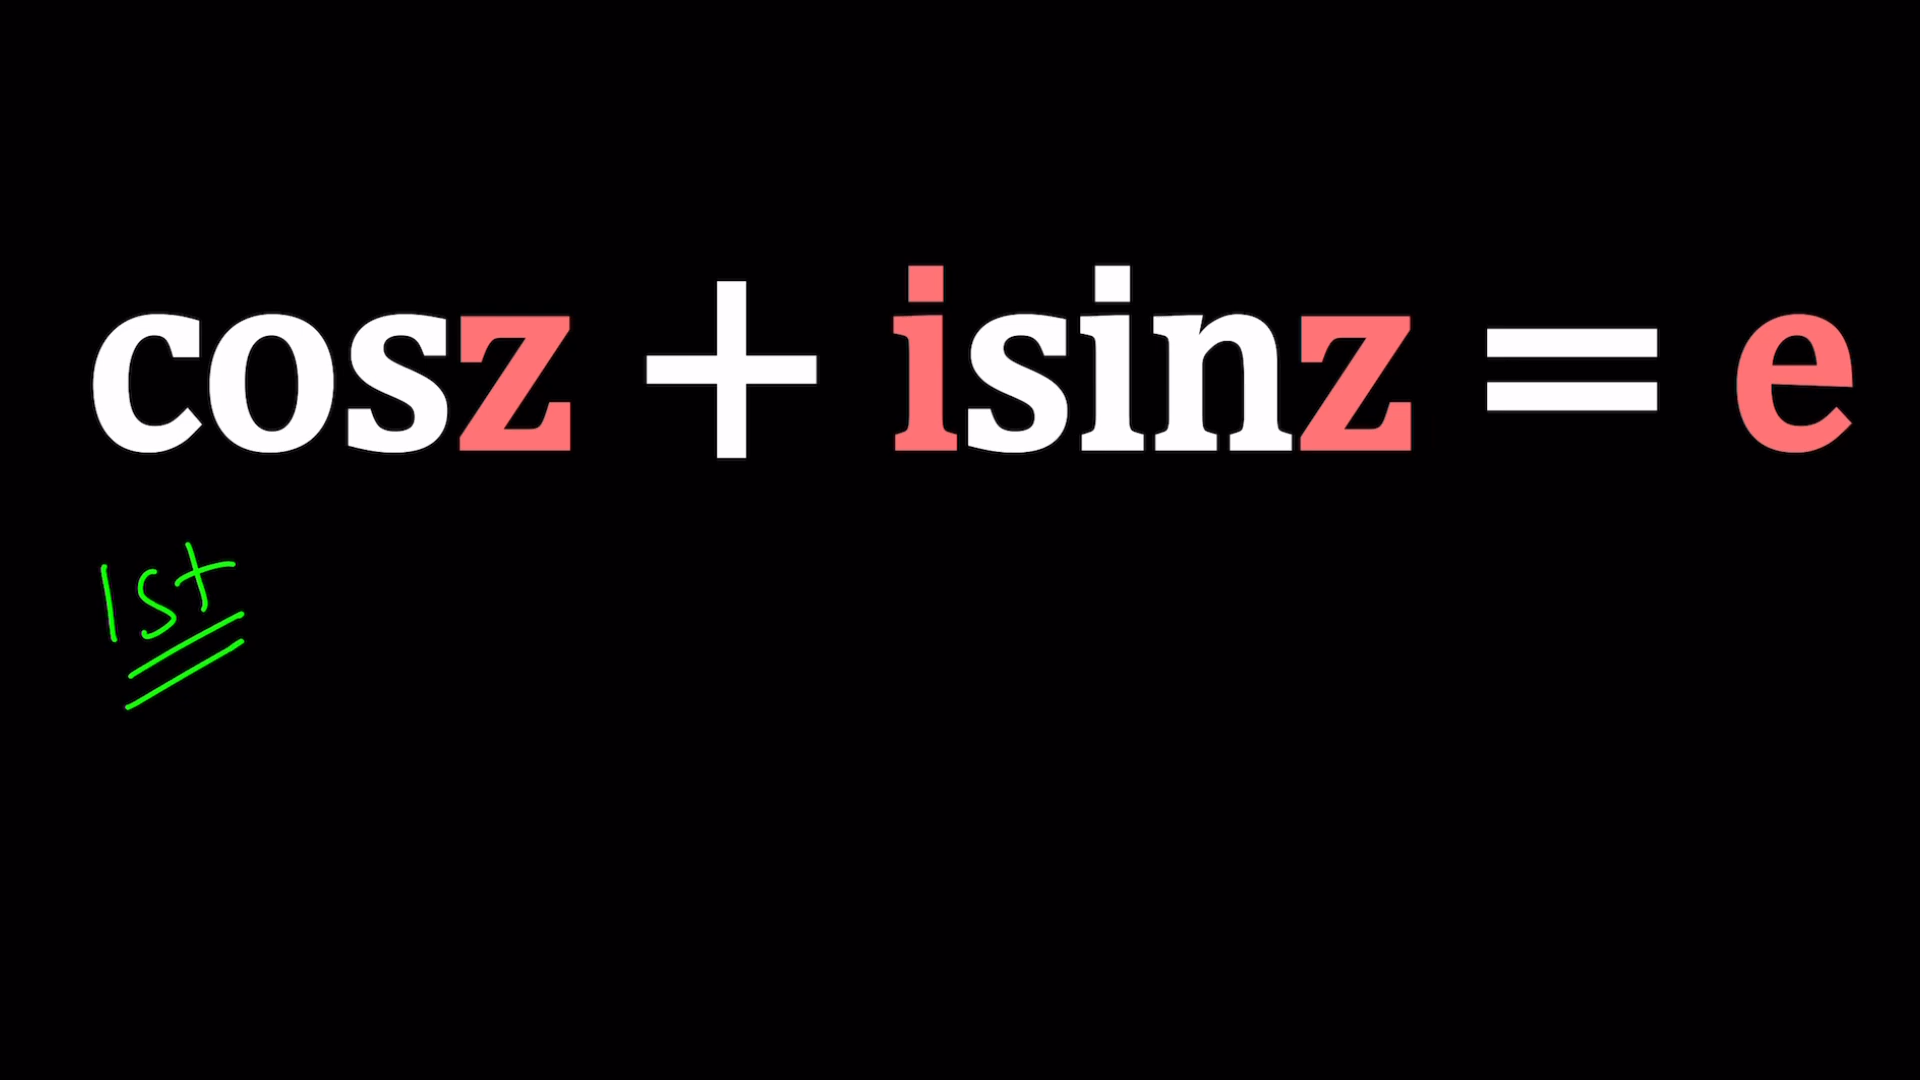 cosz + isinz = e
1st